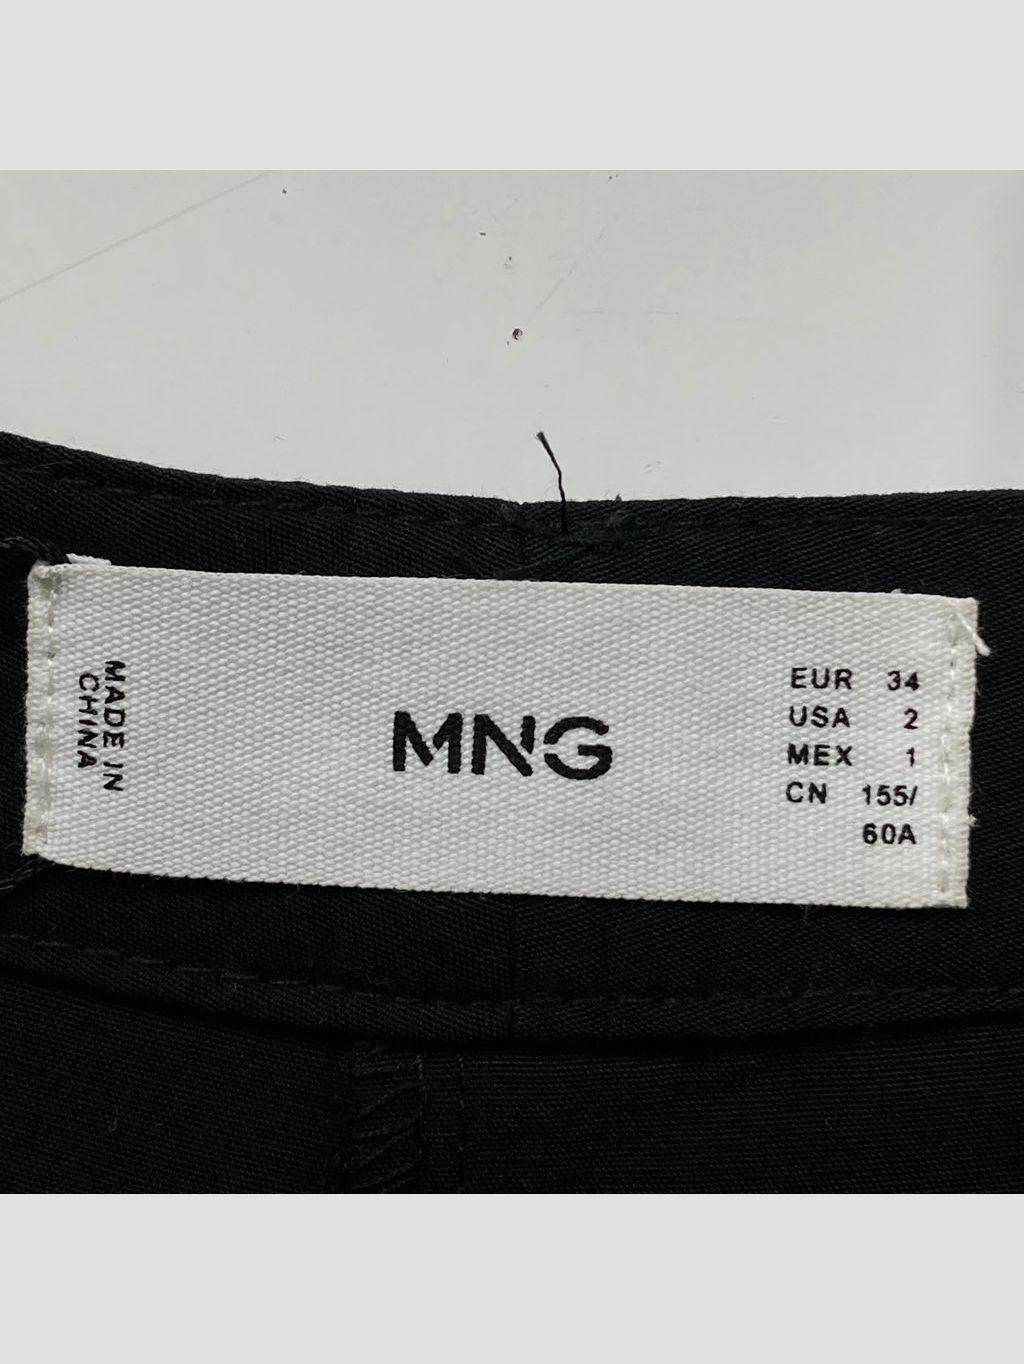 MADE IN
CHINA
MNG
EUR 34
USA 2
MEX 1
CN 155/
60A